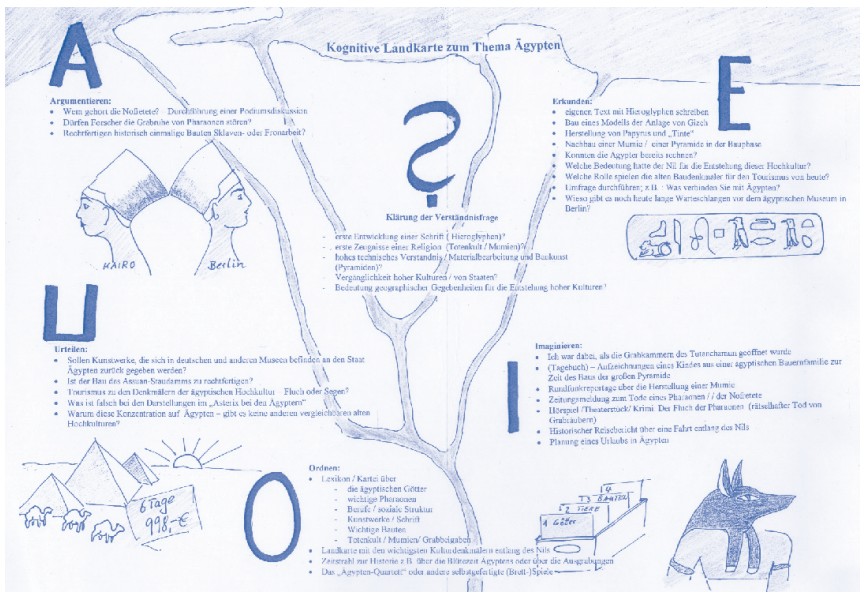 Kognitive Landkarte zum Thema Ägypten
A
Argumentieren:
• Wem gehört die Nofretete? – Durchführung einer Podiumsdiskussion
• Dürfen Forscher die Grabruhe von Pharaonen stören?
• Rechtfertigen historisch einmalige Bauten Sklaven- oder Fronarbeit?
KAIRO
Berlin
E
Erkunden:
• eigenen Text mit Hieroglyphen schreiben
• Bau eines Modells der Anlage von Gizeh
• Herstellung von Papyrus und „Tinte“
• Nachbau einer Mumie / einer Pyramide in der Bauphase
• Konnten die Ägypter bereits rechnen?
• Welche Bedeutung hatte der Nil für die Entstehung dieser Hochkultur?
• Welche Rolle spielen die alten Baudenkmäler für den Tourismus von heute?
• Umfrage durchführen; z.B. : Was verbinden Sie mit Ägypten?
• Wieso gibt es noch heute lange Warteschlangen vor dem ägyptischen Museum in
Berlin?
?
Klärung der Verständnisfrage
- erste Entwicklung einer Schrift ( Hieroglyphen)?
- erste Zeugnisse einer Religion (Totenkult / Mumien)?
- hohes technisches Verständnis / Materialbearbeitung und Baukunst
(Pyramiden)?
- Vergänglichkeit hoher Kulturen / von Staaten?
- Bedeutung geographischer Gegebenheiten für die Entstehung hoher Kulturen?
U
Urteilen:
• Sollen Kunstwerke, die sich in deutschen und anderen Museen befinden an den Staat
Ägypten zurück gegeben werden?
• Ist der Bau des Assuan-Staudamms zu rechtfertigen?
• Tourismus zu den Denkmälern der ägyptischen Hochkultur – Fluch oder Segen?
• Was ist falsch bei den Darstellungen im „Asterix bei den Ägyptern“
• Warum diese Konzentration auf Ägypten – gibt es keine anderen vergleichbaren alten
Hochkulturen?
6 Tage
998,-€
I
Imaginieren:
• Ich war dabei, als die Grabkammern des Tutenchamun geöffnet wurde
• (Tagebuch) – Aufzeichnungen eines Kindes aus einer ägyptischen Bauernfamilie zur
Zeit des Baus der großen Pyramide
• Rundfunkreportage über die Herstellung einer Mumie
• Zeitungsmeldung zum Tode eines Pharaonen / / der Nofretete
• Hörspiel /Theaterstück/ Krimi: Der Fluch der Pharaonen (rätselhafter Tod von
Grabräubern)
• Historischer Reisebericht über eine Fahrt entlang des Nils
• Planung eines Urlaubs in Ägypten
O
Ordnen:
• Lexikon / Kartei über
- die ägyptischen Götter
- wichtige Pharaonen
- Berufe / soziale Struktur
- Kunstwerke / Schrift
- Wichtige Bauten
- Totenkult / Mumien/ Grabbeigaben
• Landkarte mit den wichtigsten Kulturdenkmälern entlang des Nils
• Zeitstrahl zur Historie z.B. über die Blütezeit Ägyptens oder über die Ausgrabungen
• Das „Ägypten-Quartett“ oder andere selbstgefertigte (Brett-)Spiele
4
3 BAUTEN
2 TIERE
1 Götter